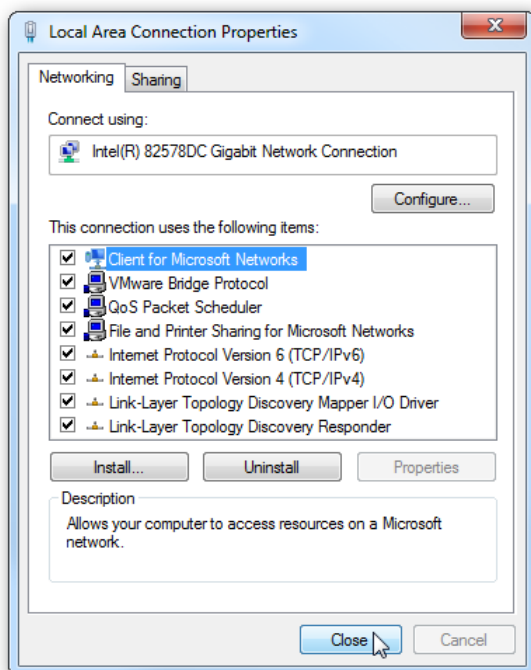 Local Area Connection Properties
Networking
Sharing
Connect using:
Intel(R) 82578DC Gigabit Network Connection
Configure...
This connection uses the following items:
Client for Microsoft Networks
VMware Bridge Protocol
QoS Packet Scheduler
File and Printer Sharing for Microsoft Networks
Internet Protocol Version 6 (TCP/IPv6)
Internet Protocol Version 4 (TCP/IPv4)
Link-Layer Topology Discovery Mapper I/O Driver
Link-Layer Topology Discovery Responder
Install...
Uninstall
Properties
Description
Allows your computer to access resources on a Microsoft
network.
Close
Cancel